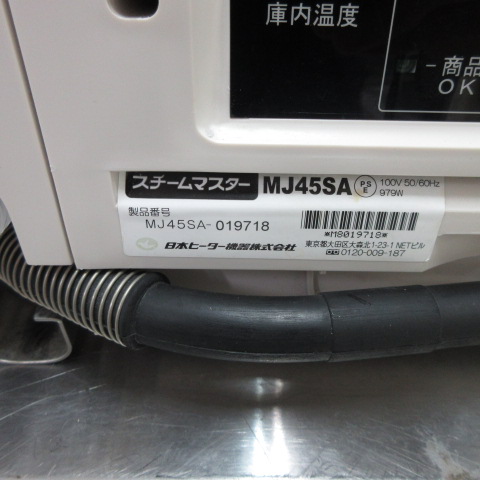 庫内温度
-商品
OK
スチームマスター MJ45SA PSE 100V 50/60Hz
979W
製品番号
MJ45SA-019718
*M8019718*
日本ヒーター機器株式会社
東京都大田区大森北1-23-1 NETビル
0120-009-187